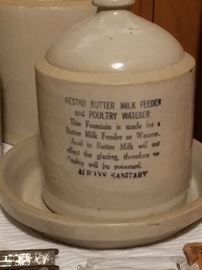 WESTKO BUTTER MILK FEEDER
and POULTRY WATERER
This Fountain is made for a
Butter Milk Feeder or Waterer.
Acid in Butter Milk will not
effect the glazing, therefore no
Poultry will be poisoned.
ALWAYS SANITARY